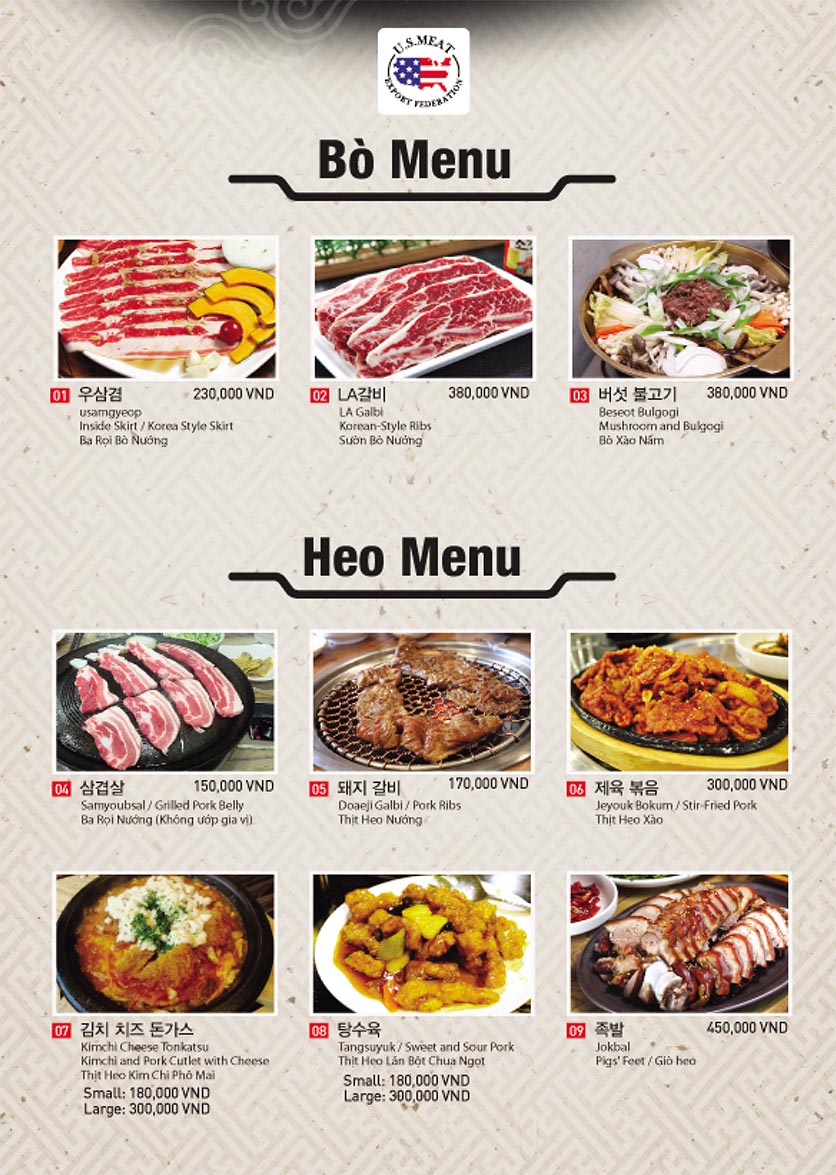 U.S.MEAT
EXPORT FEDERATION
Bò Menu
01 우삼겸 230,000 VND
usamgyeop
Inside Skirt / Korea Style Skirt
Ba Rọi Bò Nướng
02 LA갈비 380,000 VND
LA Galbi
Korean-Style Ribs
Sườn Bò Nướng
03 버섯 불고기 380,000 VND
Beseot Bulgogi
Mushroom and Bulgogi
Bò Xào Nấm
Heo Menu
04 삼겹살 150,000 VND
Samyoubsal / Grilled Pork Belly
Ba Rọi Nướng (Không ướp gia vị)
05 돼지 갈비 170,000 VND
Doaeji Galbi / Pork Ribs
Thịt Heo Nướng
06 제육 볶음 300,000 VND
Jeyouk Bokum / Stir-Fried Pork
Thịt Heo Xào
07 김치 치즈 돈가스
Kimchi Cheese Tonkatsu
Kimchi and Pork Cutlet with Cheese
Thịt Heo Kim Chi Phô Mai
Small: 180,000 VND
Large: 300,000 VND
08 탕수육
Tangsuyuk / Sweet and Sour Pork
Thịt Heo Lăn Bột Chua Ngọt
Small: 180,000 VND
Large: 300,000 VND
09 족발 450,000 VND
Jokbal
Pigs' Feet / Giò heo